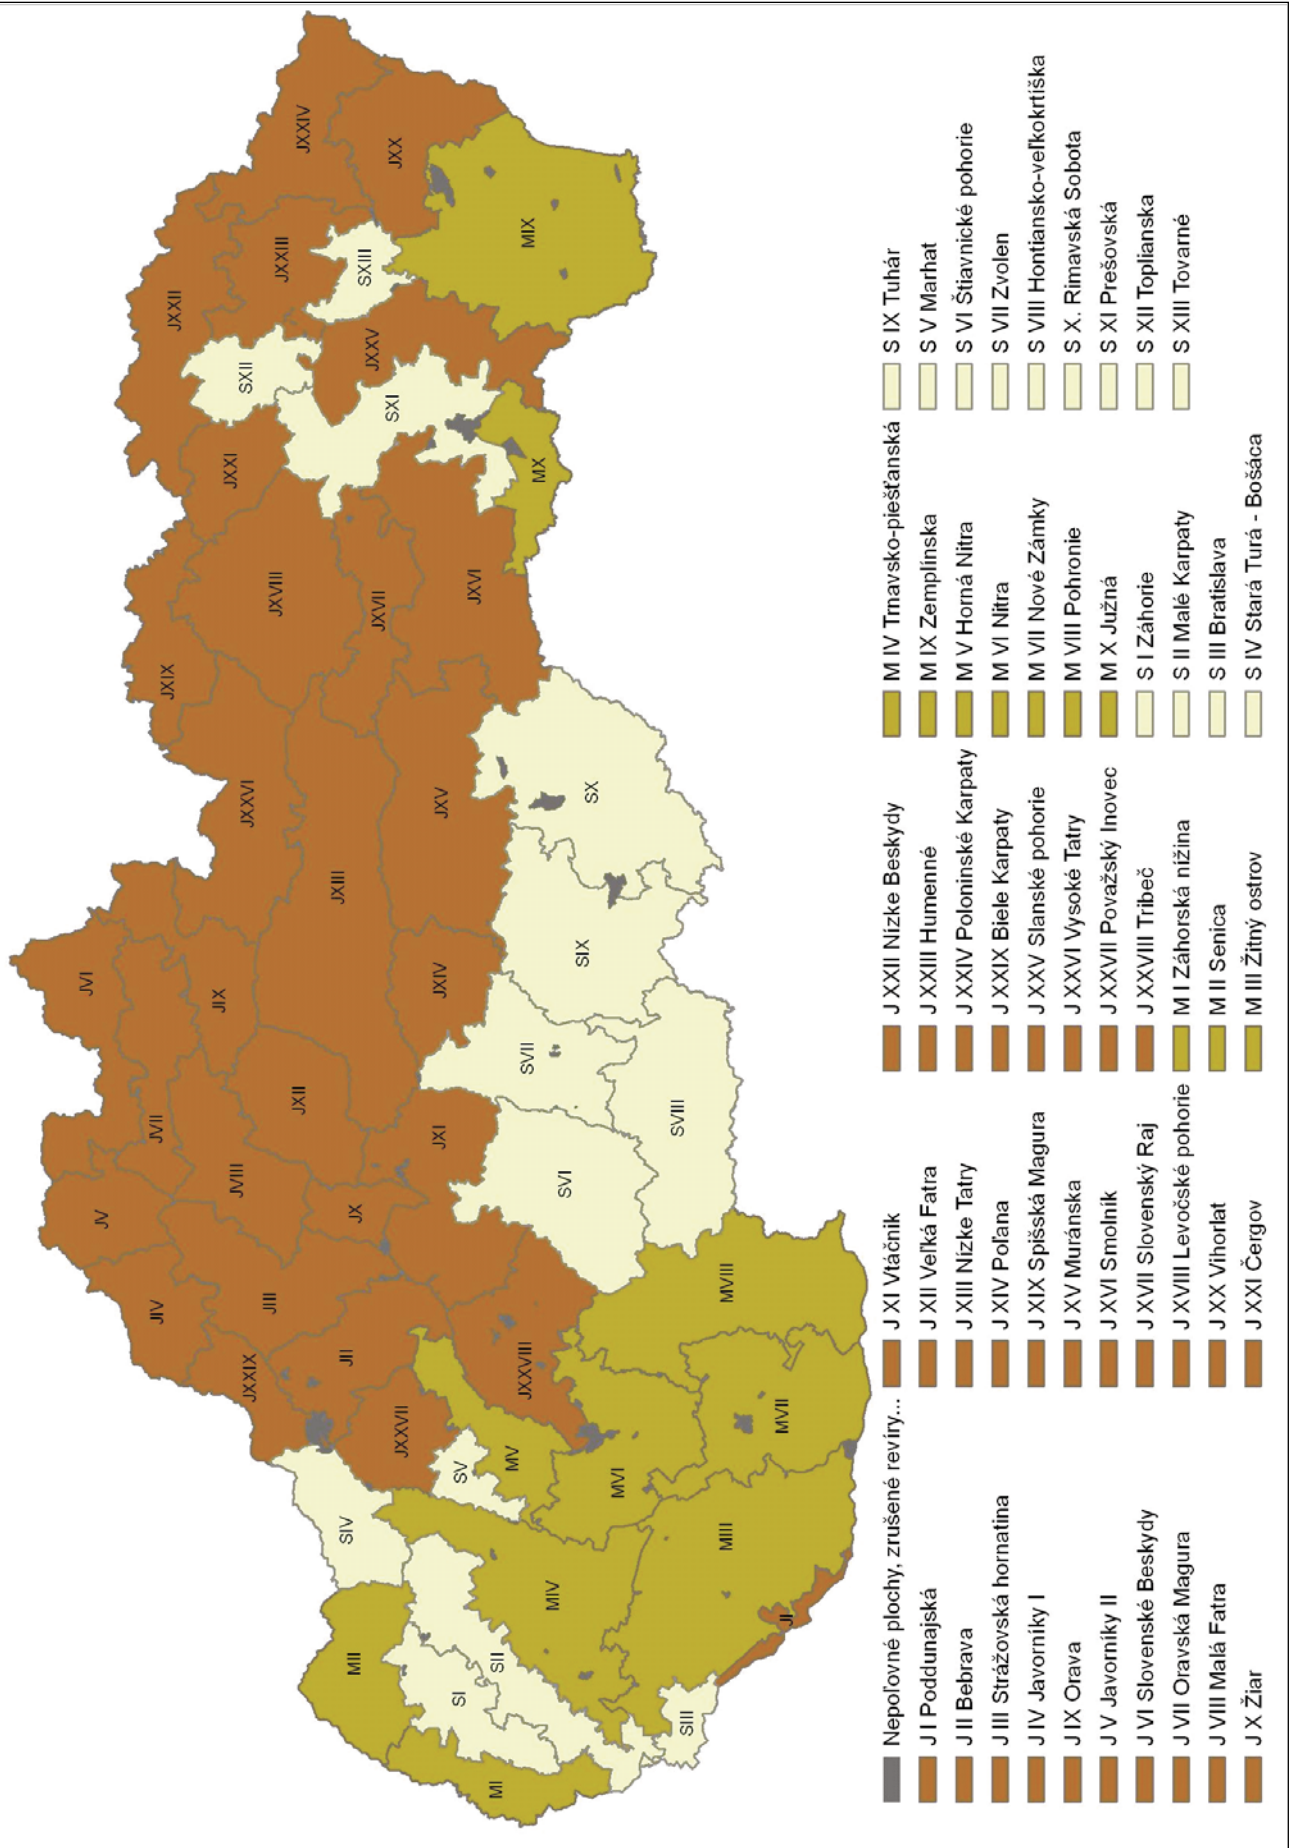 JXXIV
JXX
JXXII
JXXIII
SXIII
MIX
SXII
JXXV
SXI
JXXI
MX
JXVIII
JXVII
JXVI
JXIX
JXXVI
JXV
SX
JXIII
JVI
JIX
JXIV
SIX
SVII
JXII
JVII
JXI
SVIII
JVIII
SVI
JV
JX
JIV
JIII
MVIII
JXXIX
JII
JXXVIII
JXXVII
MVII
SV
MV
MVI
SIV
MIII
MIV
JI
MII
SII
SI
SIII
MI
Nepoľovné plochy, zrušené revíry...
J I Poddunajská
J II Bebrava
J III Strážovská hornatina
J IV Javorníky I
J IX Orava
J V Javorníky II
J VI Slovenské Beskydy
J VII Oravská Magura
J VIII Malá Fatra
J X Žiar
J XI Vtáčnik
J XII Veľká Fatra
J XIII Nízke Tatry
J XIV Poľana
J XIX Spišská Magura
J XV Muránska
J XVI Smolník
J XVII Slovenský Raj
J XVIII Levočské pohorie
J XX Vihorlat
J XXI Čergov
J XXII Nízke Beskydy
J XXIII Humenné
J XXIV Poloninské Karpaty
J XXIX Biele Karpaty
J XXV Slanské pohorie
J XXVI Vysoké Tatry
J XXVII Považský Inovec
J XXVIII Tribeč
M I Záhorská nížina
M II Senica
M III Žitný ostrov
M IV Trnavsko-piešťanská
M IX Zemplínska
M V Horná Nitra
M VI Nitra
M VII Nové Zámky
M VIII Pohronie
M X Južná
S I Záhorie
S II Malé Karpaty
S III Bratislava
S IV Stará Turá - Bošáca
S IX Tuhár
S V Marhat
S VI Štiavnické pohorie
S VII Zvolen
S VIII Hontiansko-veľkokrtíška
S X. Rimavská Sobota
S XI Prešovská
S XII Toplianska
S XIII Tovarné